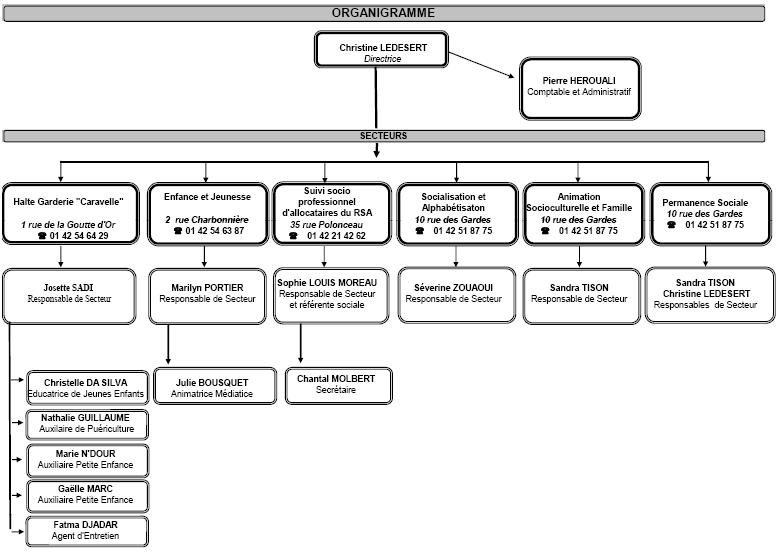 ORGANIGRAMME
Christine LEDESERT
Directrice
Pierre HEROUALI
Comptable et Administratif
SECTEURS
Halte Garderie "Caravelle"
1 rue de la Goutte d'Or
☎ 01 42 54 64 29
Enfance et Jeunesse
2 rue Charbonnière
☎ 01 42 54 63 87
Suivi socio
professionnel
d'allocataires du RSA
35 rue Polonceau
☎ 01 42 21 42 62
Socialisation et
Alphabétisaton
10 rue des Gardes
☎ 01 42 51 87 75
Animation
Socioculturelle et Famille
10 rue des Gardes
☎ 01 42 51 87 75
Permanence Sociale
10 rue des Gardes
☎ 01 42 51 87 75
Josette SADI
Responsable de Secteur
Marilyn PORTIER
Responsable de Secteur
Sophie LOUIS MOREAU
Responsable de Secteur
et référente sociale
Séverine ZOUAOUI
Responsable de Secteur
Sandra TISON
Responsable de Secteur
Sandra TISON
Christine LEDESERT
Responsables de Secteur
Christelle DA SILVA
Educatrice de Jeunes Enfants
Julie BOUSQUET
Animatrice Médiatice
Chantal MOLBERT
Secrétaire
Nathalie GUILLAUME
Auxilaire de Puériculture
Marie N'DOUR
Auxiliaire Petite Enfance
Gaëlle MARC
Auxiliaire Petite Enfance
Fatma DJADAR
Agent d'Entretien